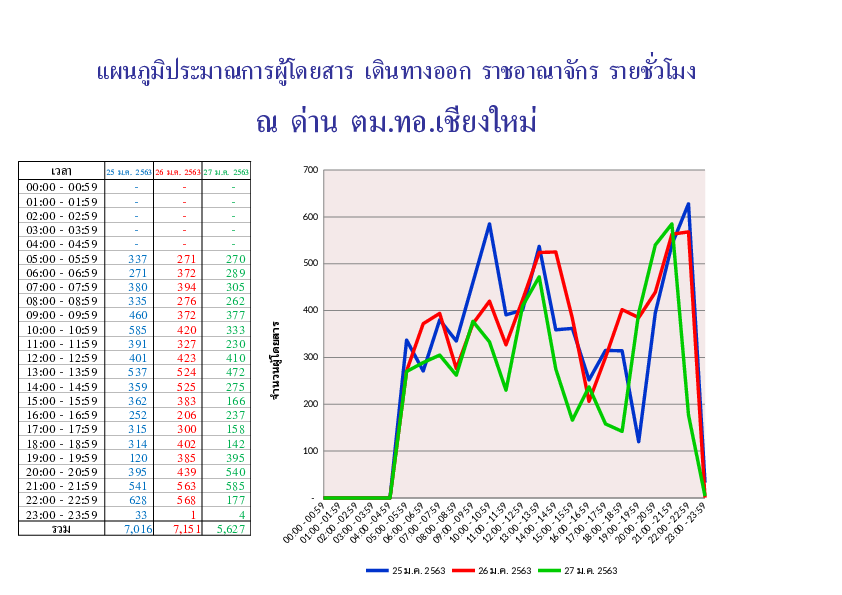 แผนภูมิประมาณการผู้โดยสาร เดินทางออก ราชอาณาจักร รายชั่วโมง
ณ ด่าน ตม.ทอ.เชียงใหม่
เวลา 25 ม.ค. 2563 26 ม.ค. 2563 27 ม.ค. 2563
00:00 - 00:59 - - -
01:00 - 01:59 - - -
02:00 - 02:59 - - -
03:00 - 03:59 - - -
04:00 - 04:59 - - -
05:00 - 05:59 337 271 270
06:00 - 06:59 271 372 289
07:00 - 07:59 380 394 305
08:00 - 08:59 335 276 262
09:00 - 09:59 460 372 377
10:00 - 10:59 585 420 333
11:00 - 11:59 391 327 230
12:00 - 12:59 401 423 410
13:00 - 13:59 537 524 472
14:00 - 14:59 359 525 275
15:00 - 15:59 362 383 166
16:00 - 16:59 252 206 237
17:00 - 17:59 315 300 158
18:00 - 18:59 314 402 142
19:00 - 19:59 120 385 395
20:00 - 20:59 395 439 540
21:00 - 21:59 541 563 585
22:00 - 22:59 628 568 177
23:00 - 23:59 33 1 4
รวม 7,016 7,151 5,627
จำนวนผู้โดยสาร
700
600
500
400
300
200
100
-
00:00 -00:59
01:00 -01:59
02:00 -02:59
03:00 -03:59
04:00 -04:59
05:00 -05:59
06:00 -06:59
07:00 -07:59
08:00 -08:59
09:00 -09:59
10:00 -10:59
11:00 -11:59
12:00 -12:59
13:00 -13:59
14:00 -14:59
15:00 -15:59
16:00 -16:59
17:00 -17:59
18:00 -18:59
19:00 -19:59
20:00 -20:59
21:00 -21:59
22:00 -22:59
23:00 -23:59
25 ม.ค. 2563 26 ม.ค. 2563 27 ม.ค. 2563